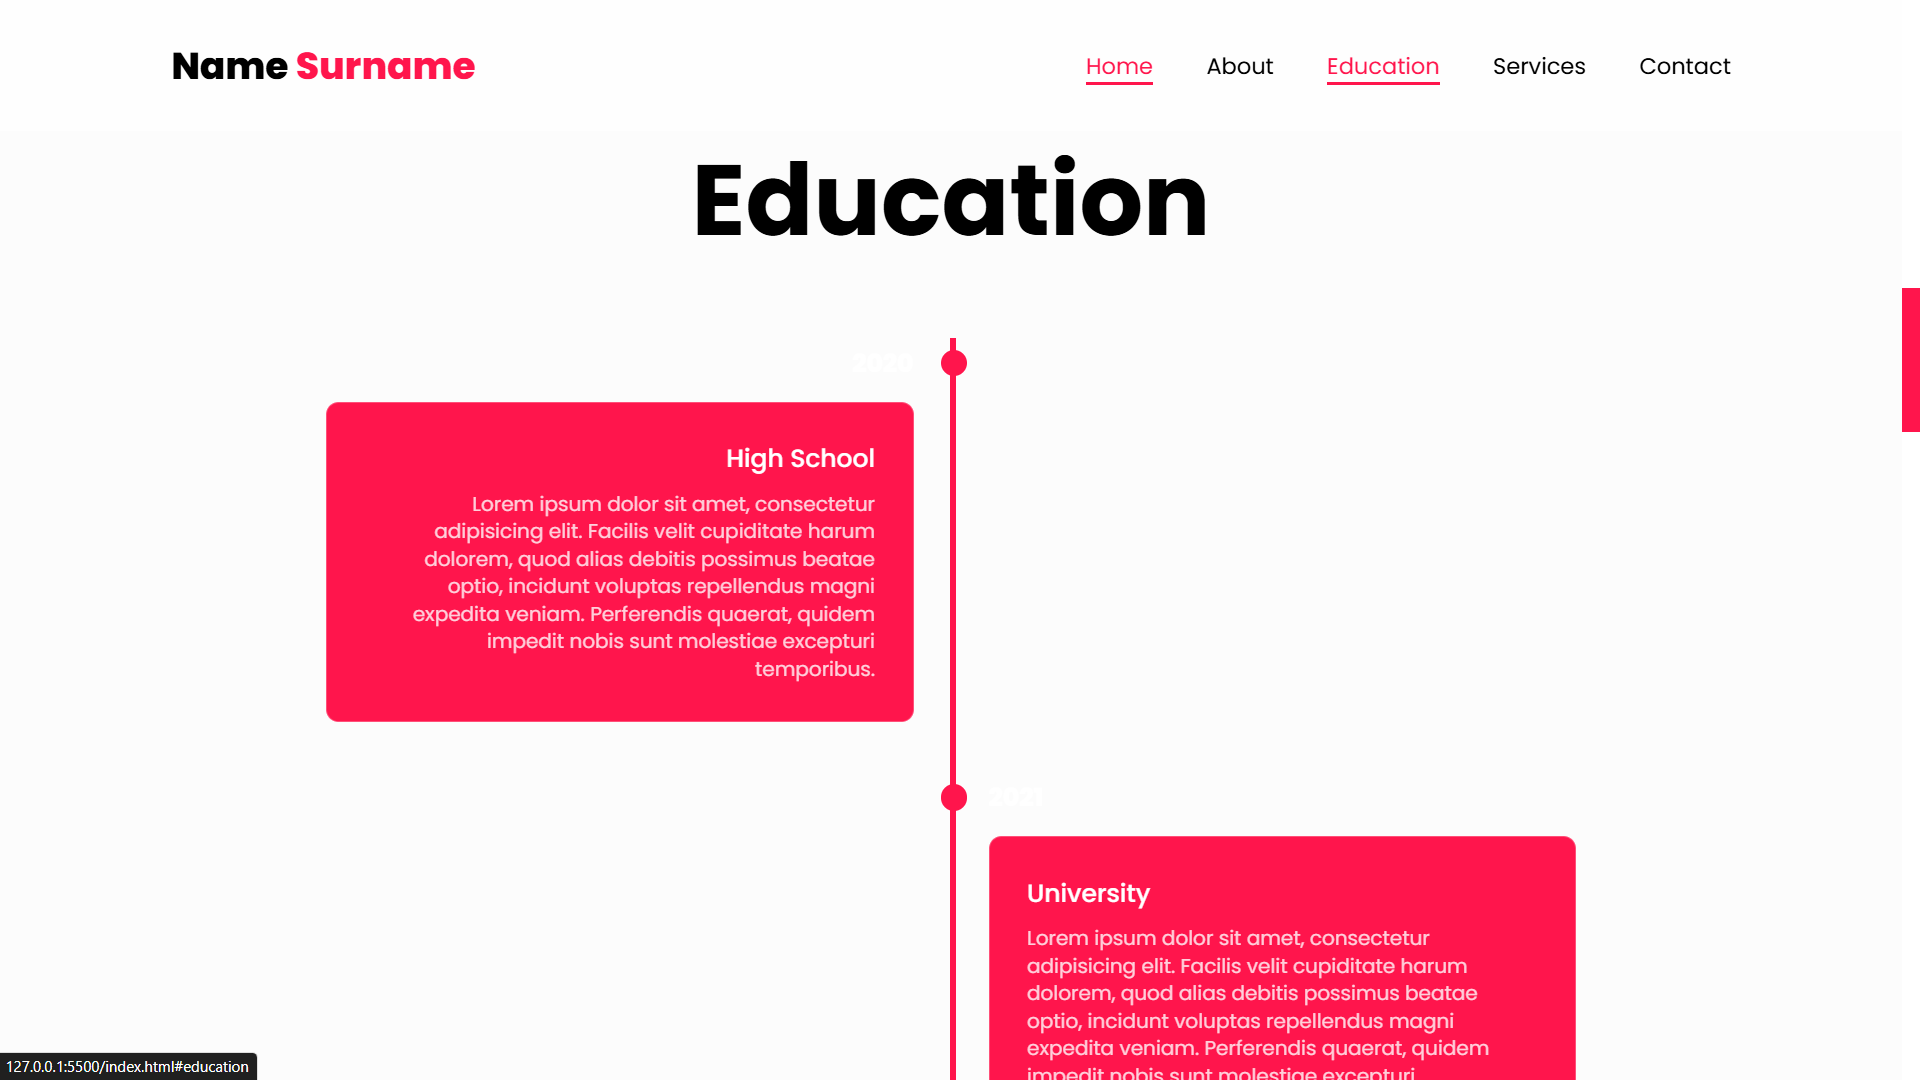 Name Surname
Home About Education Services Contact
Education
2020
High School
Lorem ipsum dolor sit amet, consectetur
adipisicing elit. Facilis velit cupiditate harum
dolorem, quod alias debitis possimus beatae
optio, incidunt voluptas repellendus magni
expedita veniam. Perferendis quaerat, quidem
impedit nobis sunt molestiae excepturi
temporibus.
2021
University
Lorem ipsum dolor sit amet, consectetur
adipisicing elit. Facilis velit cupiditate harum
dolorem, quod alias debitis possimus beatae
optio, incidunt voluptas repellendus magni
expedita veniam. Perferendis quaerat, quidem
impedit nobis sunt molestiae excepturi
127.0.0.1:5500/index.html#education